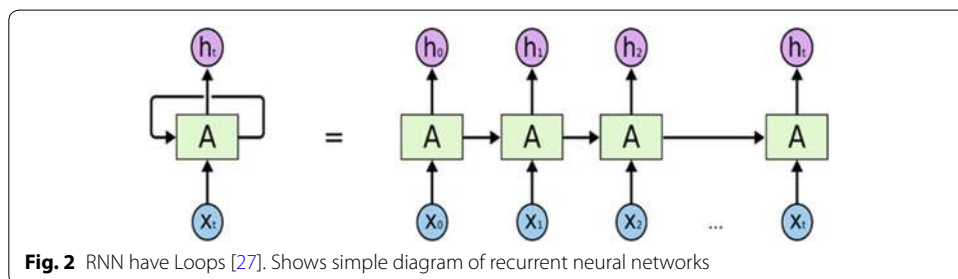 hₜ h₀ h₁ h₂ hₜ
A = A A A A
Xₜ X₀ X₁ X₂ ... Xₜ
Fig. 2 RNN have Loops [27]. Shows simple diagram of recurrent neural networks